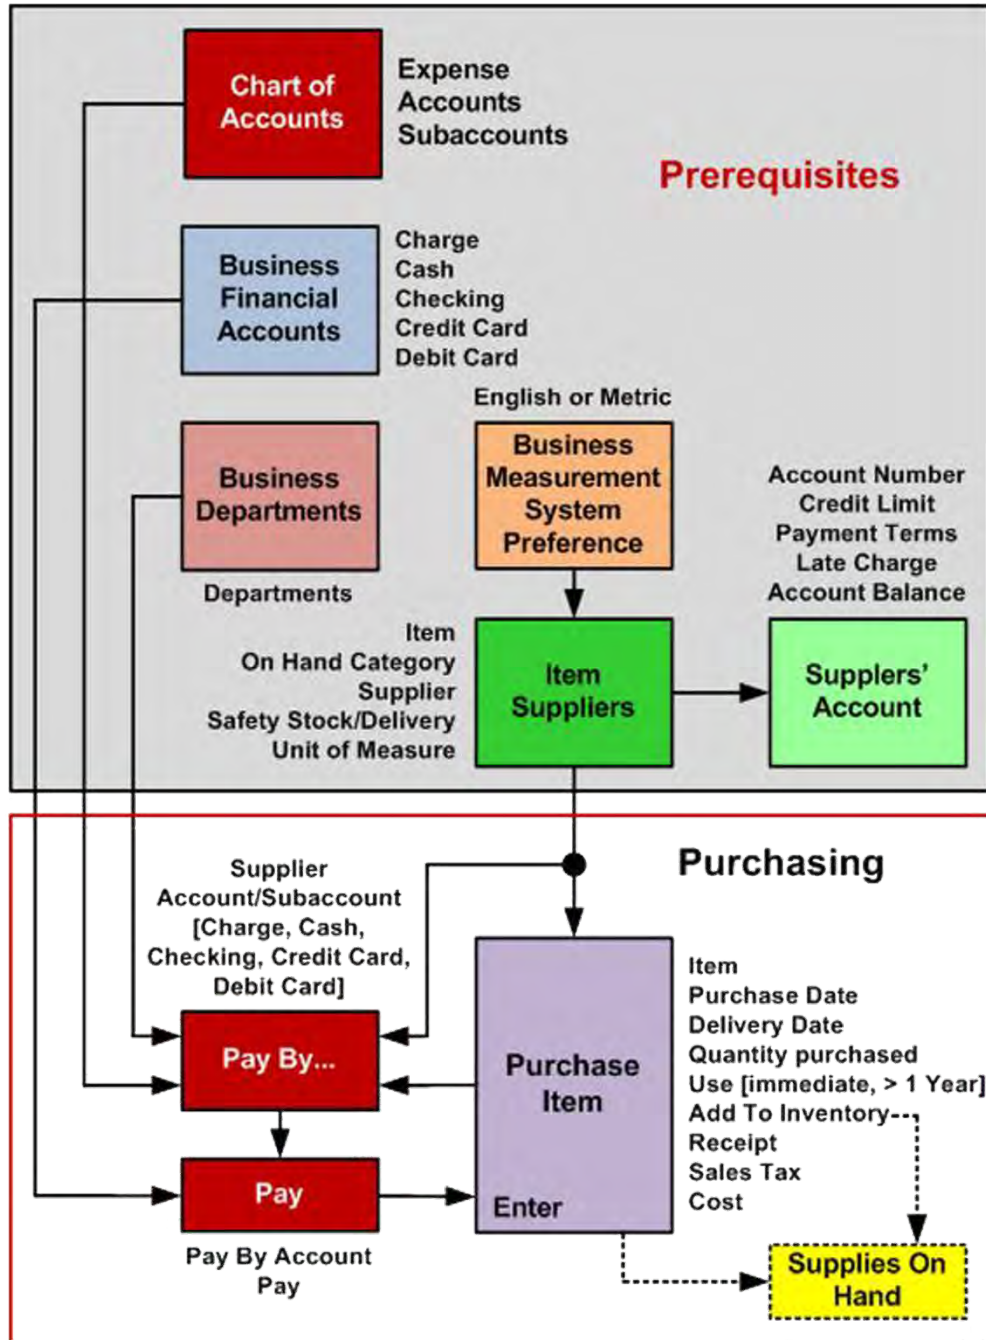 Chart of
Accounts
Expense
Accounts
Subaccounts
Prerequisites
Business
Financial
Accounts
Charge
Cash
Checking
Credit Card
Debit Card
Business
Departments
Departments
English or Metric
Business
Measurement
System
Preference
Account Number
Credit Limit
Payment Terms
Late Charge
Account Balance
Item
On Hand Category
Supplier
Safety Stock/Delivery
Unit of Measure
Item
Suppliers
Supplers'
Account
Purchasing
Supplier
Account/Subaccount
[Charge, Cash,
Checking, Credit Card,
Debit Card]
Pay By...
Pay
Pay By Account
Pay
Purchase
Item
Enter
Item
Purchase Date
Delivery Date
Quantity purchased
Use [immediate, > 1 Year]
Add To Inventory
Receipt
Sales Tax
Cost
Supplies On
Hand